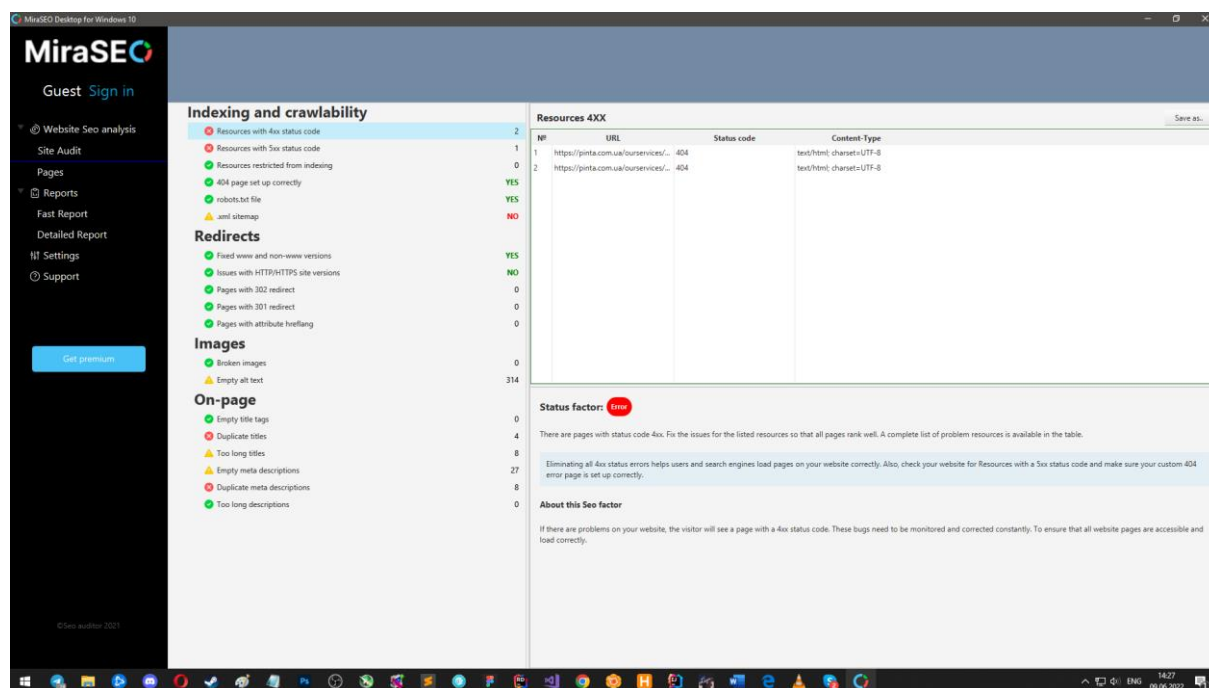 MiraSEO Desktop for Windows 10
MiraSEO
Guest Sign in
Website Seo analysis
Site Audit
Pages
Reports
Fast Report
Detailed Report
Settings
Support
Get premium
©Seo auditor 2021
Indexing and crawlability
Resources with 4xx status code 2
Resources with 5xx status code 1
Resources restricted from indexing 0
404 page set up correctly YES
robots.txt file YES
.xml sitemap NO
Redirects
Fixed www and non-www versions YES
Issues with HTTP/HTTPS site versions NO
Pages with 302 redirect 0
Pages with 301 redirect 0
Pages with attribute hreflang 0
Images
Broken images 0
Empty alt text 314
On-page
Empty title tags 0
Duplicate titles 4
Too long titles 8
Empty meta descriptions 27
Duplicate meta descriptions 8
Too long descriptions 0
Resources 4XX
Save as..
Nº URL Status code Content-Type
1 https://pinta.com.ua/ourservices/... 404 text/html; charset=UTF-8
2 https://pinta.com.ua/ourservices/... 404 text/html; charset=UTF-8
Status factor: Error
There are pages with status code 4xx. Fix the issues for the listed resources so that all pages rank well. A complete list of problem resources is available in the table.
Eliminating all 4xx status errors helps users and search engines load pages on your website correctly. Also, check your website for Resources with a 5xx status code and make sure your custom 404
error page is set up correctly.
About this Seo factor
If there are problems on your website, the visitor will see a page with a 4xx status code. These bugs need to be monitored and corrected constantly. To ensure that all website pages are accessible and
load correctly.
ENG
14:27
09.06.2022